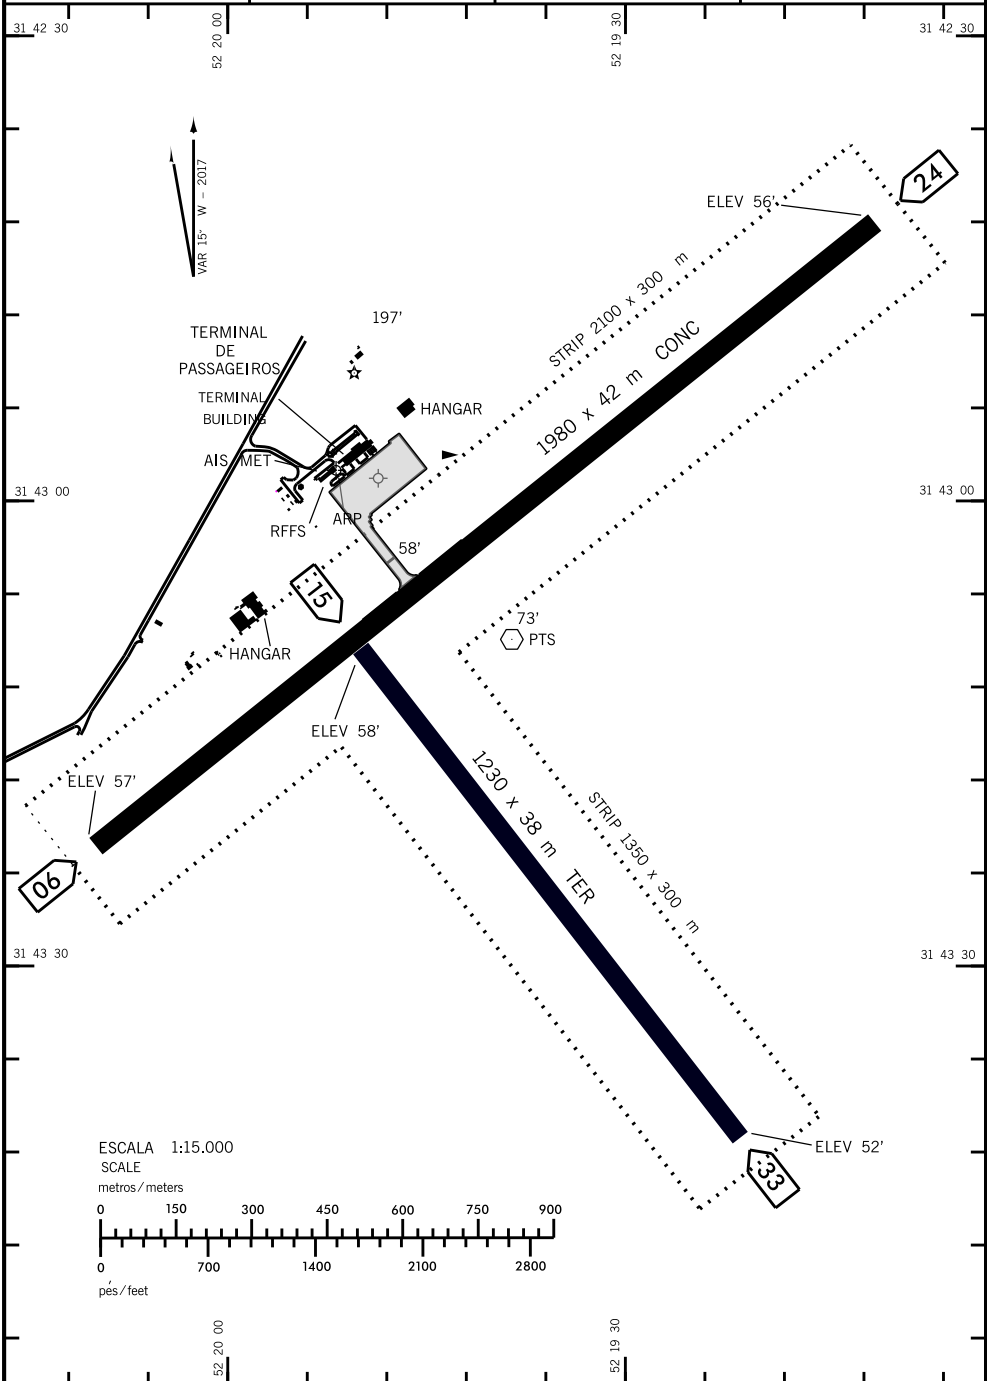 31 42 30
52 20 00
52 19 30
31 42 30
VAR 15° W - 2017
24
ELEV 56'
STRIP 2100 x 300 m
1980 x 42 m CONC
197'
TERMINAL
DE
PASSAGEIROS
TERMINAL
BUILDING
HANGAR
AIS MET
31 43 00
31 43 00
RFFS
ARP
58'
15
73'
PTS
HANGAR
ELEV 58'
ELEV 57'
1230 x 38 m TER
STRIP 1350 x 300 m
06
31 43 30
31 43 30
ELEV 52'
33
ESCALA 1:15.000
SCALE
metros/meters
0 150 300 450 600 750 900
0 700 1400 2100 2800
pés/feet
52 20 00
52 19 30